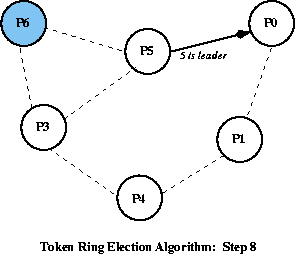 P6
P0
P5
5 is leader
P3
P1
P4
Token Ring Election Algorithm: Step 8